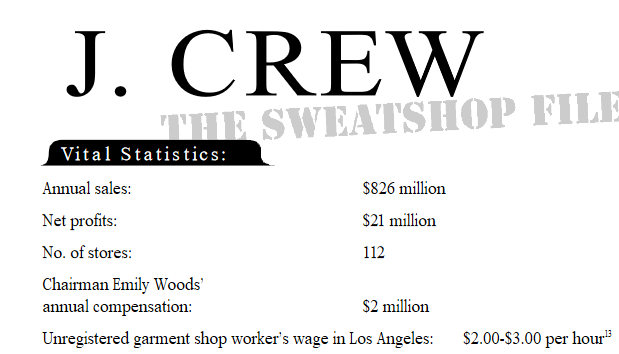 J. CREW
THE SWEATSHOP FILE
Vital Statistics:
Annual sales: $826 million
Net profits: $21 million
No. of stores: 112
Chairman Emily Woods’
annual compensation: $2 million
Unregistered garment shop worker’s wage in Los Angeles: $2.00-$3.00 per hour¹³